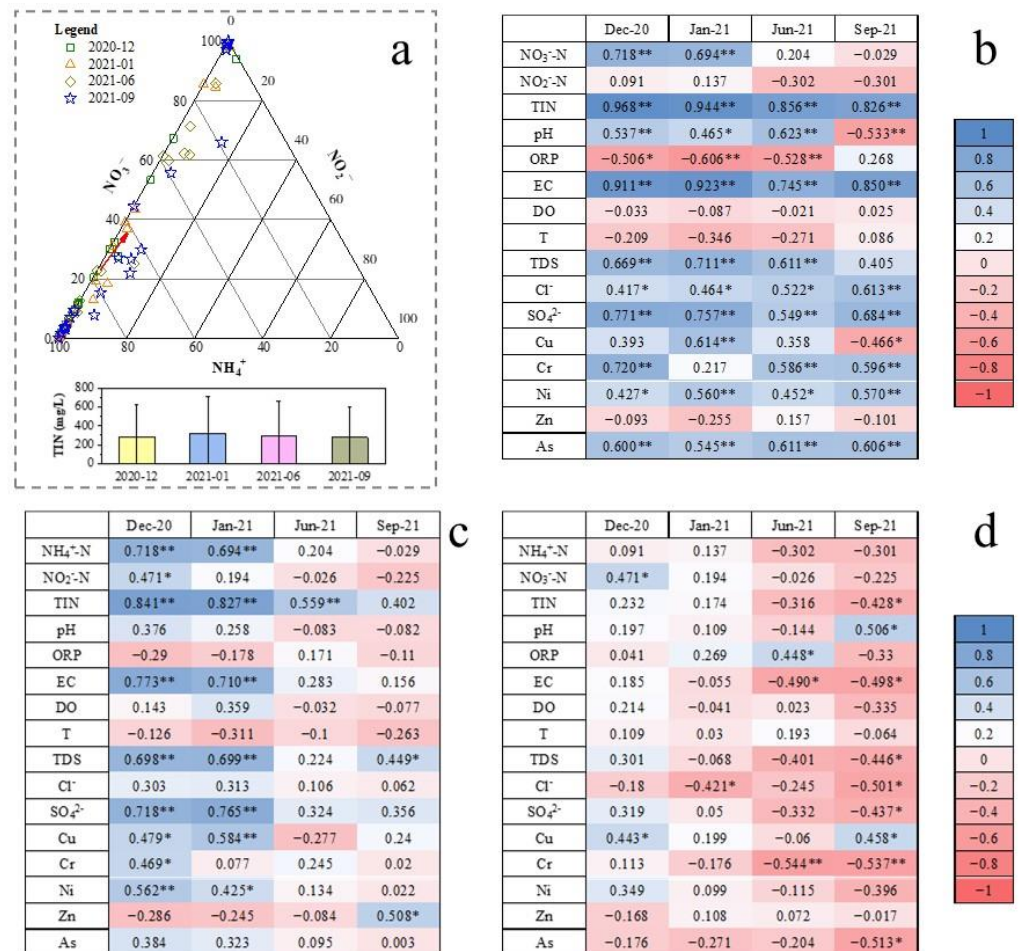 a
Legend
2020-12
2021-01
2021-06
2021-09
0
100
20
80
40
60
60
40
80
20
100
0
100 80 60 40 20 0
NO₃⁻
NO₂⁻
NH₄⁺
TIN (mg/L)
800
600
400
200
0
2020-12 2021-01 2021-06 2021-09
b
Dec-20 Jan-21 Jun-21 Sep-21
NO₃⁻-N 0.718** 0.694** 0.204 −0.029
NO₂⁻-N 0.091 0.137 −0.302 −0.301
TIN 0.968** 0.944** 0.856** 0.826**
pH 0.537** 0.465* 0.623** −0.533**
ORP −0.506* −0.606** −0.528** 0.268
EC 0.911** 0.923** 0.745** 0.850**
DO −0.033 −0.087 −0.021 0.025
T −0.209 −0.346 −0.271 0.086
TDS 0.669** 0.711** 0.611** 0.405
Cl⁻ 0.417* 0.464* 0.522* 0.613**
SO₄²⁻ 0.771** 0.757** 0.549** 0.684**
Cu 0.393 0.614** 0.358 −0.466*
Cr 0.720** 0.217 0.586** 0.596**
Ni 0.427* 0.560** 0.452* 0.570**
Zn −0.093 −0.255 0.157 −0.101
As 0.600** 0.545** 0.611** 0.606**
1
0.8
0.6
0.4
0.2
0
−0.2
−0.4
−0.6
−0.8
−1
c
Dec-20 Jan-21 Jun-21 Sep-21
NH₄⁺-N 0.718** 0.694** 0.204 −0.029
NO₂⁻-N 0.471* 0.194 −0.026 −0.225
TIN 0.841** 0.827** 0.559** 0.402
pH 0.376 0.258 −0.083 −0.082
ORP −0.29 −0.178 0.171 −0.11
EC 0.773** 0.710** 0.283 0.156
DO 0.143 0.359 −0.032 −0.077
T −0.126 −0.311 −0.1 −0.263
TDS 0.698** 0.699** 0.224 0.449*
Cl⁻ 0.303 0.313 0.106 0.062
SO₄²⁻ 0.718** 0.765** 0.324 0.356
Cu 0.479* 0.584** −0.277 0.24
Cr 0.469* 0.077 0.245 0.02
Ni 0.562** 0.425* 0.134 0.022
Zn −0.286 −0.245 −0.084 0.508*
As 0.384 0.323 0.095 0.003
d
Dec-20 Jan-21 Jun-21 Sep-21
NH₄⁺-N 0.091 0.137 −0.302 −0.301
NO₃⁻-N 0.471* 0.194 −0.026 −0.225
TIN 0.232 0.174 −0.316 −0.428*
pH 0.197 0.109 −0.144 0.506*
ORP 0.041 0.269 0.448* −0.33
EC 0.185 −0.055 −0.490* −0.498*
DO 0.214 −0.041 0.023 −0.335
T 0.109 0.03 0.193 −0.064
TDS 0.301 −0.068 −0.401 −0.446*
Cl⁻ −0.18 −0.421* −0.245 −0.501*
SO₄²⁻ 0.319 0.05 −0.332 −0.437*
Cu 0.443* 0.199 −0.06 0.458*
Cr 0.113 −0.176 −0.544** −0.537**
Ni 0.349 0.099 −0.115 −0.396
Zn −0.168 0.108 0.072 −0.017
As −0.176 −0.271 −0.204 −0.513*
1
0.8
0.6
0.4
0.2
0
−0.2
−0.4
−0.6
−0.8
−1